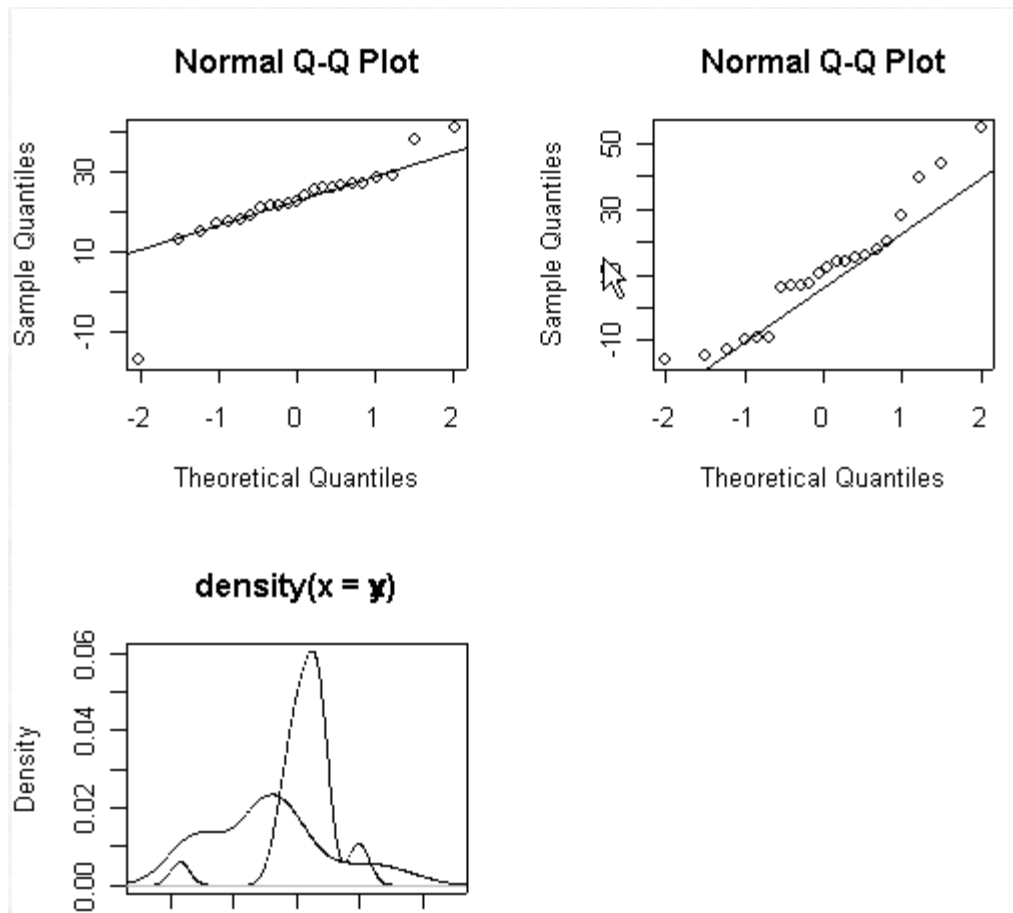 Normal Q-Q Plot
Sample Quantiles
-10
10
30
-2
-1
0
1
2
Theoretical Quantiles
Normal Q-Q Plot
Sample Quantiles
-10
30
50
-2
-1
0
1
2
Theoretical Quantiles
Density
0.00
0.02
0.04
0.06